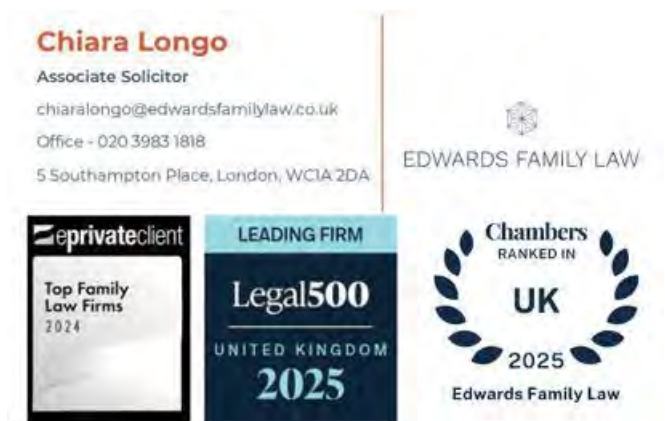 Chiara Longo
Associate Solicitor
chiaralongo@edwardsfamilylaw.co.uk
Office - 020 3983 1818
5 Southampton Place, London, WC1A 2DA
EDWARDS FAMILY LAW
eprivateclient
Top Family
Law Firms
2024
LEADING FIRM
Legal500
UNITED KINGDOM
2025
Chambers
RANKED IN
UK
2025
Edwards Family Law